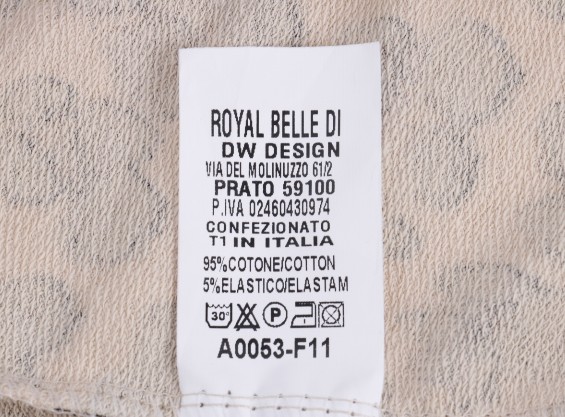 ROYAL BELLE DI
DW DESIGN
VIA DEL MOLINUZZO 61/2
PRATO 59100
P.IVA 02460430974
CONFEZIONATO
T1 IN ITALIA
95%COTONE/COTTON
5%ELASTICO/ELASTAM
30° P
A0053-F11